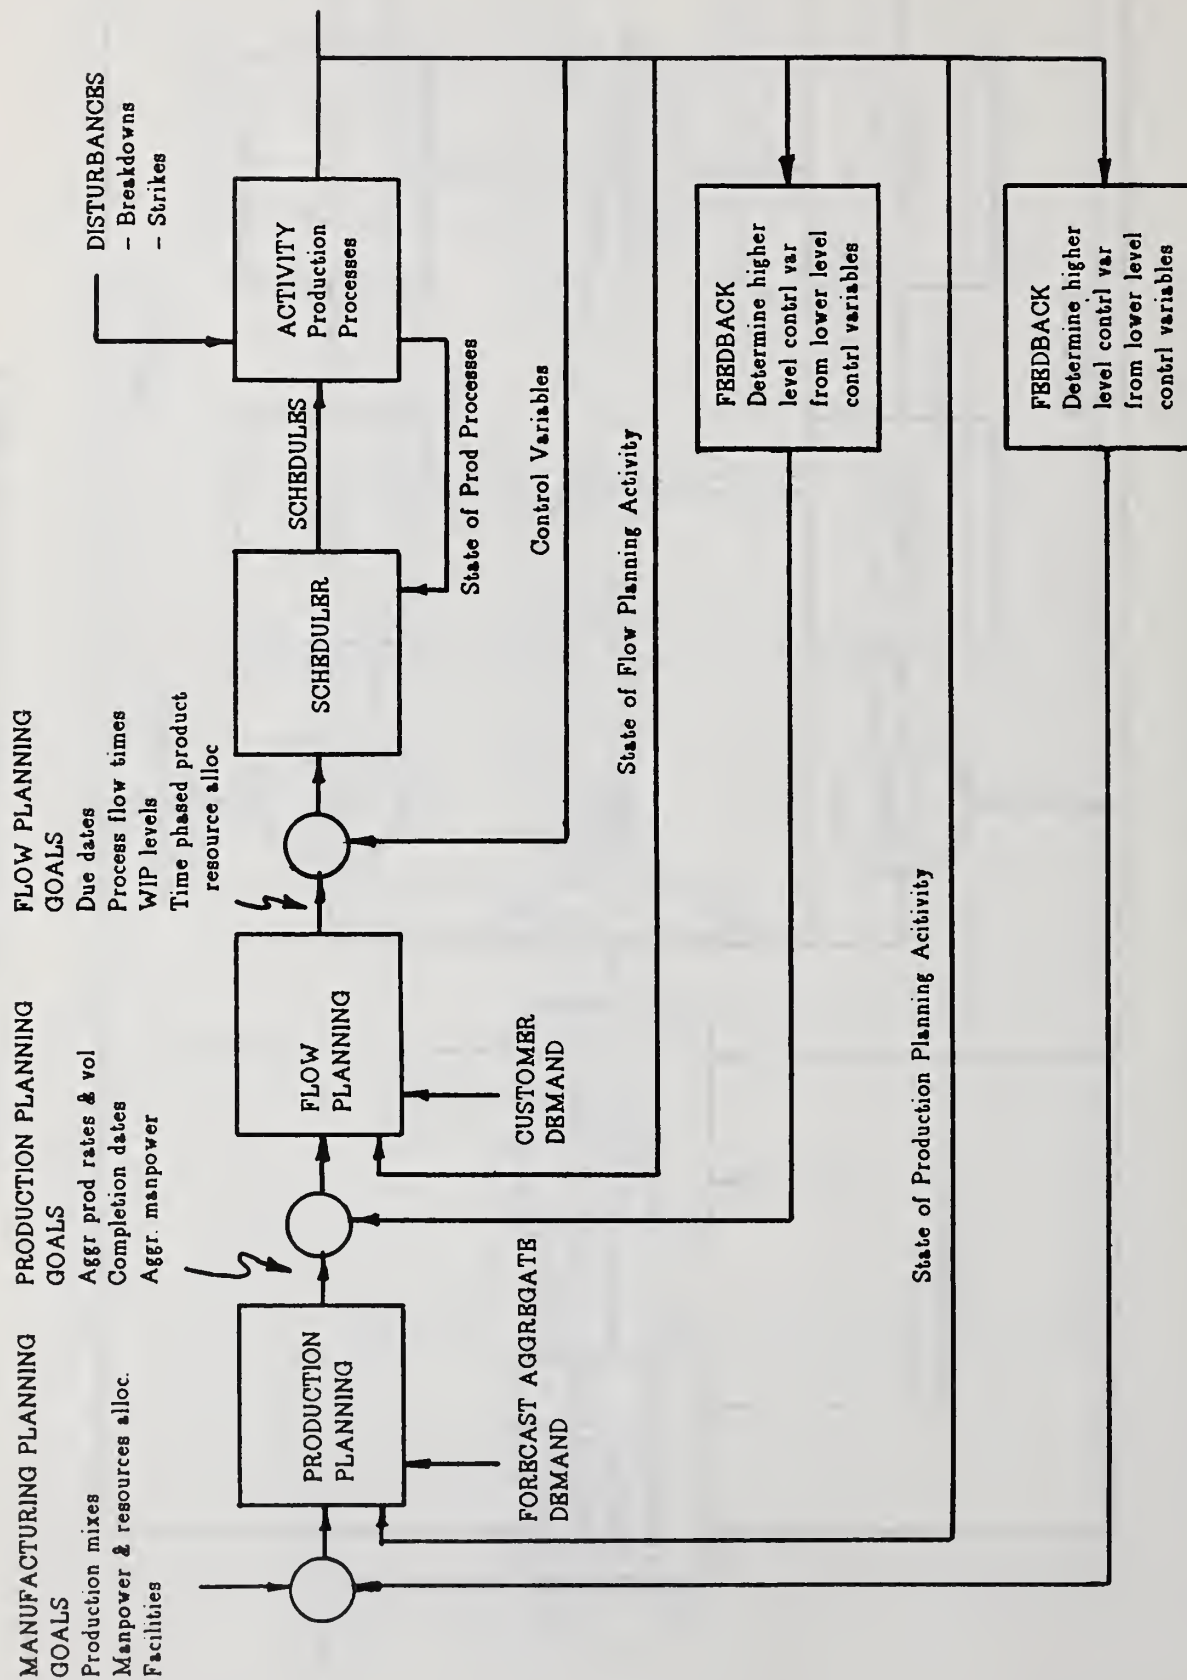 MANUFACTURING PLANNING
GOALS
Production mixes
Manpower & resources alloc.
Facilities
PRODUCTION PLANNING
GOALS
Aggr prod rates & vol
Completion dates
Aggr. manpower
FLOW PLANNING
GOALS
Due dates
Process flow times
WIP levels
Time phased product
resource alloc
DISTURBANCES
- Breakdowns
- Strikes
PRODUCTION
PLANNING
FLOW
PLANNING
SCHEDULER
SCHEDULES
ACTIVITY
Production
Processes
State of Prod Processes
FORECAST AGGREGATE
DEMAND
CUSTOMER
DEMAND
Control Variables
State of Flow Planning Activity
FEEDBACK
Determine higher
level contrl var
from lower level
contrl variables
State of Production Planning Acitivity
FEEDBACK
Determine higher
level contrl var
from lower level
contrl variables